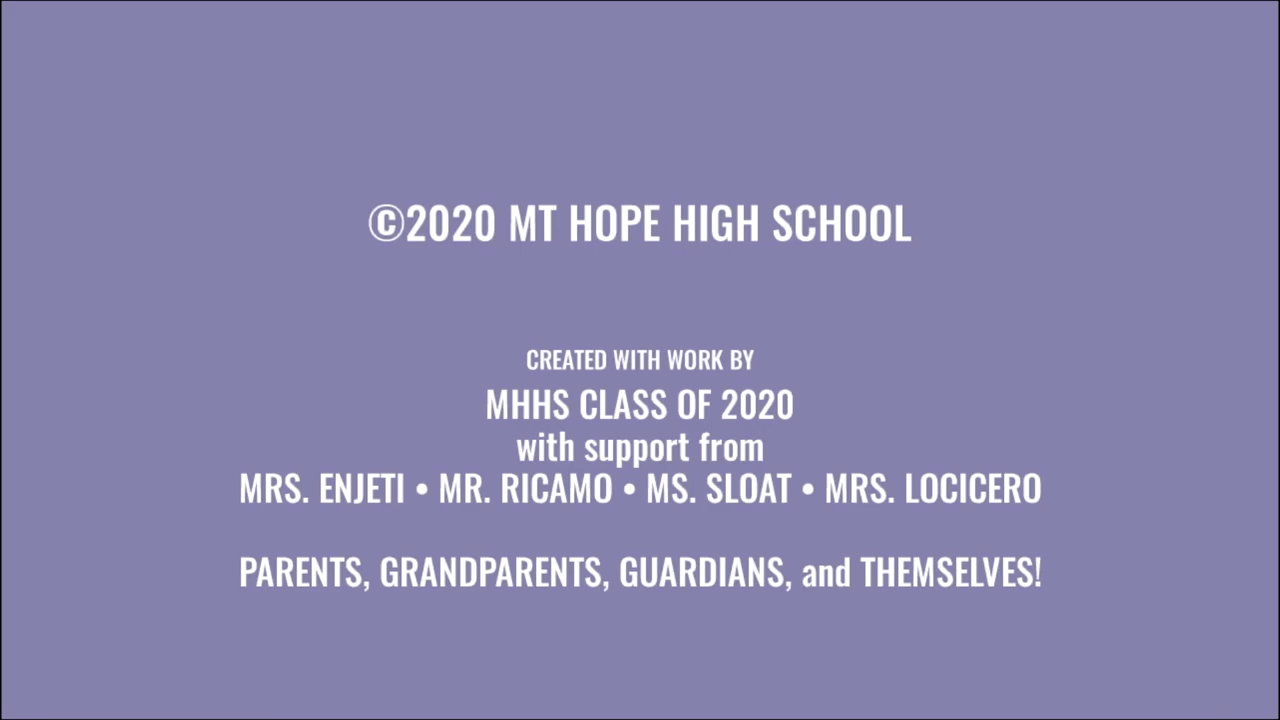 ©2020 MT HOPE HIGH SCHOOL
CREATED WITH WORK BY
MHHS CLASS OF 2020
with support from
MRS. ENJETI • MR. RICAMO • MS. SLOAT • MRS. LOCICERO
PARENTS, GRANDPARENTS, GUARDIANS, and THEMSELVES!